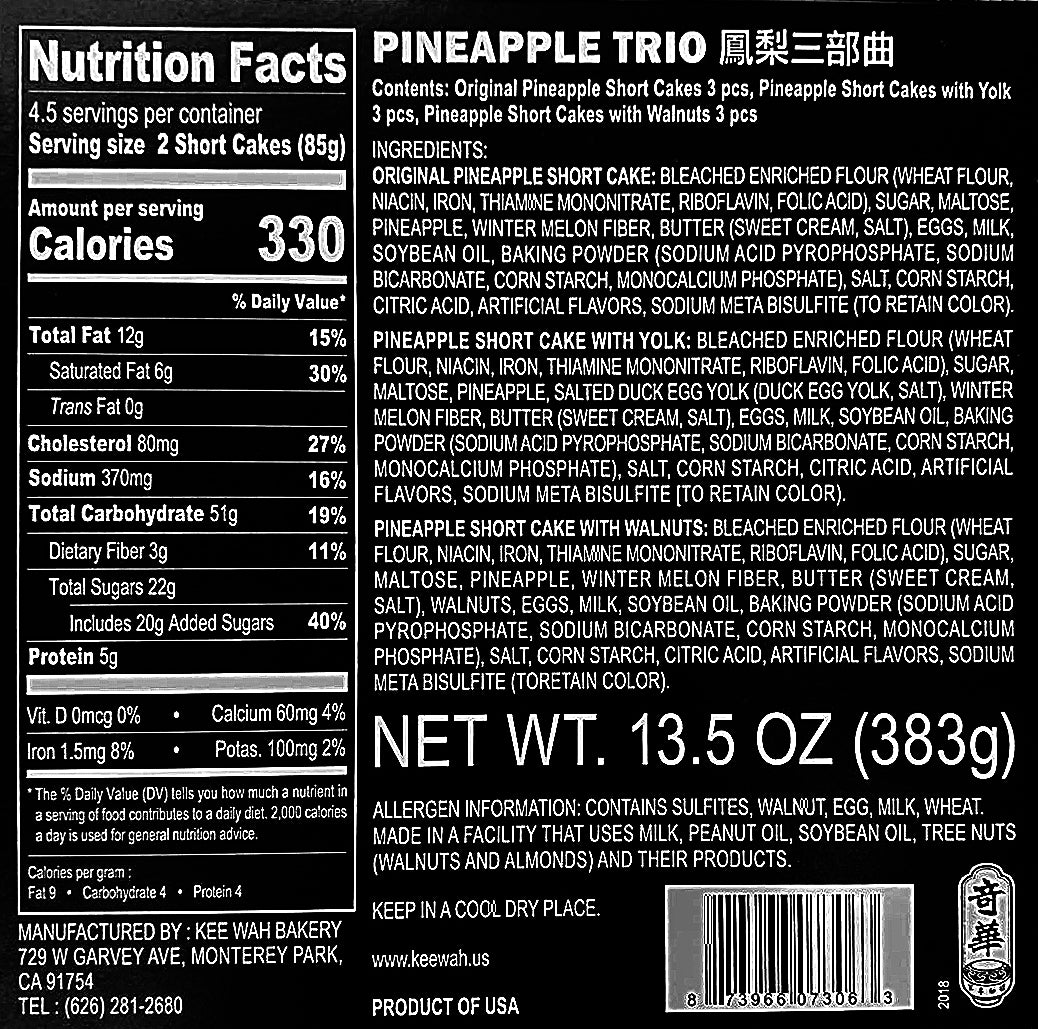 Nutrition Facts
4.5 servings per container
Serving size 2 Short Cakes (85g)
Amount per serving
Calories 330
% Daily Value*
Total Fat 12g 15%
Saturated Fat 6g 30%
Trans Fat 0g
Cholesterol 80mg 27%
Sodium 370mg 16%
Total Carbohydrate 51g 19%
Dietary Fiber 3g 11%
Total Sugars 22g
Includes 20g Added Sugars 40%
Protein 5g
Vit. D 0mcg 0% • Calcium 60mg 4%
Iron 1.5mg 8% • Potas. 100mg 2%
* The % Daily Value (DV) tells you how much a nutrient in
a serving of food contributes to a daily diet. 2,000 calories
a day is used for general nutrition advice.
Calories per gram :
Fat 9 • Carbohydrate 4 • Protein 4
MANUFACTURED BY : KEE WAH BAKERY
729 W GARVEY AVE, MONTEREY PARK,
CA 91754
TEL : (626) 281-2680
PINEAPPLE TRIO 鳳梨三部曲
Contents: Original Pineapple Short Cakes 3 pcs, Pineapple Short Cakes with Yolk
3 pcs, Pineapple Short Cakes with Walnuts 3 pcs
INGREDIENTS:
ORIGINAL PINEAPPLE SHORT CAKE: BLEACHED ENRICHED FLOUR (WHEAT FLOUR,
NIACIN, IRON, THIAMINE MONONITRATE, RIBOFLAVIN, FOLIC ACID), SUGAR, MALTOSE,
PINEAPPLE, WINTER MELON FIBER, BUTTER (SWEET CREAM, SALT), EGGS, MILK,
SOYBEAN OIL, BAKING POWDER (SODIUM ACID PYROPHOSPHATE, SODIUM
BICARBONATE, CORN STARCH, MONOCALCIUM PHOSPHATE), SALT, CORN STARCH,
CITRIC ACID, ARTIFICIAL FLAVORS, SODIUM META BISULFITE (TO RETAIN COLOR).
PINEAPPLE SHORT CAKE WITH YOLK: BLEACHED ENRICHED FLOUR (WHEAT
FLOUR, NIACIN, IRON, THIAMINE MONONITRATE, RIBOFLAVIN, FOLIC ACID), SUGAR,
MALTOSE, PINEAPPLE, SALTED DUCK EGG YOLK (DUCK EGG YOLK, SALT), WINTER
MELON FIBER, BUTTER (SWEET CREAM, SALT), EGGS, MILK, SOYBEAN OIL, BAKING
POWDER (SODIUM ACID PYROPHOSPHATE, SODIUM BICARBONATE, CORN STARCH,
MONOCALCIUM PHOSPHATE), SALT, CORN STARCH, CITRIC ACID, ARTIFICIAL
FLAVORS, SODIUM META BISULFITE [TO RETAIN COLOR).
PINEAPPLE SHORT CAKE WITH WALNUTS: BLEACHED ENRICHED FLOUR (WHEAT
FLOUR, NIACIN, IRON, THIAMINE MONONITRATE, RIBOFLAVIN, FOLIC ACID), SUGAR,
MALTOSE, PINEAPPLE, WINTER MELON FIBER, BUTTER (SWEET CREAM,
SALT), WALNUTS, EGGS, MILK, SOYBEAN OIL, BAKING POWDER (SODIUM ACID
PYROPHOSPHATE, SODIUM BICARBONATE, CORN STARCH, MONOCALCIUM
PHOSPHATE), SALT, CORN STARCH, CITRIC ACID, ARTIFICIAL FLAVORS, SODIUM
META BISULFITE (TORETAIN COLOR).
NET WT. 13.5 OZ (383g)
ALLERGEN INFORMATION: CONTAINS SULFITES, WALNUT, EGG, MILK, WHEAT.
MADE IN A FACILITY THAT USES MILK, PEANUT OIL, SOYBEAN OIL, TREE NUTS
(WALNUTS AND ALMONDS) AND THEIR PRODUCTS.
KEEP IN A COOL DRY PLACE.
www.keewah.us
PRODUCT OF USA
8 73966 07306 3
2018
奇華